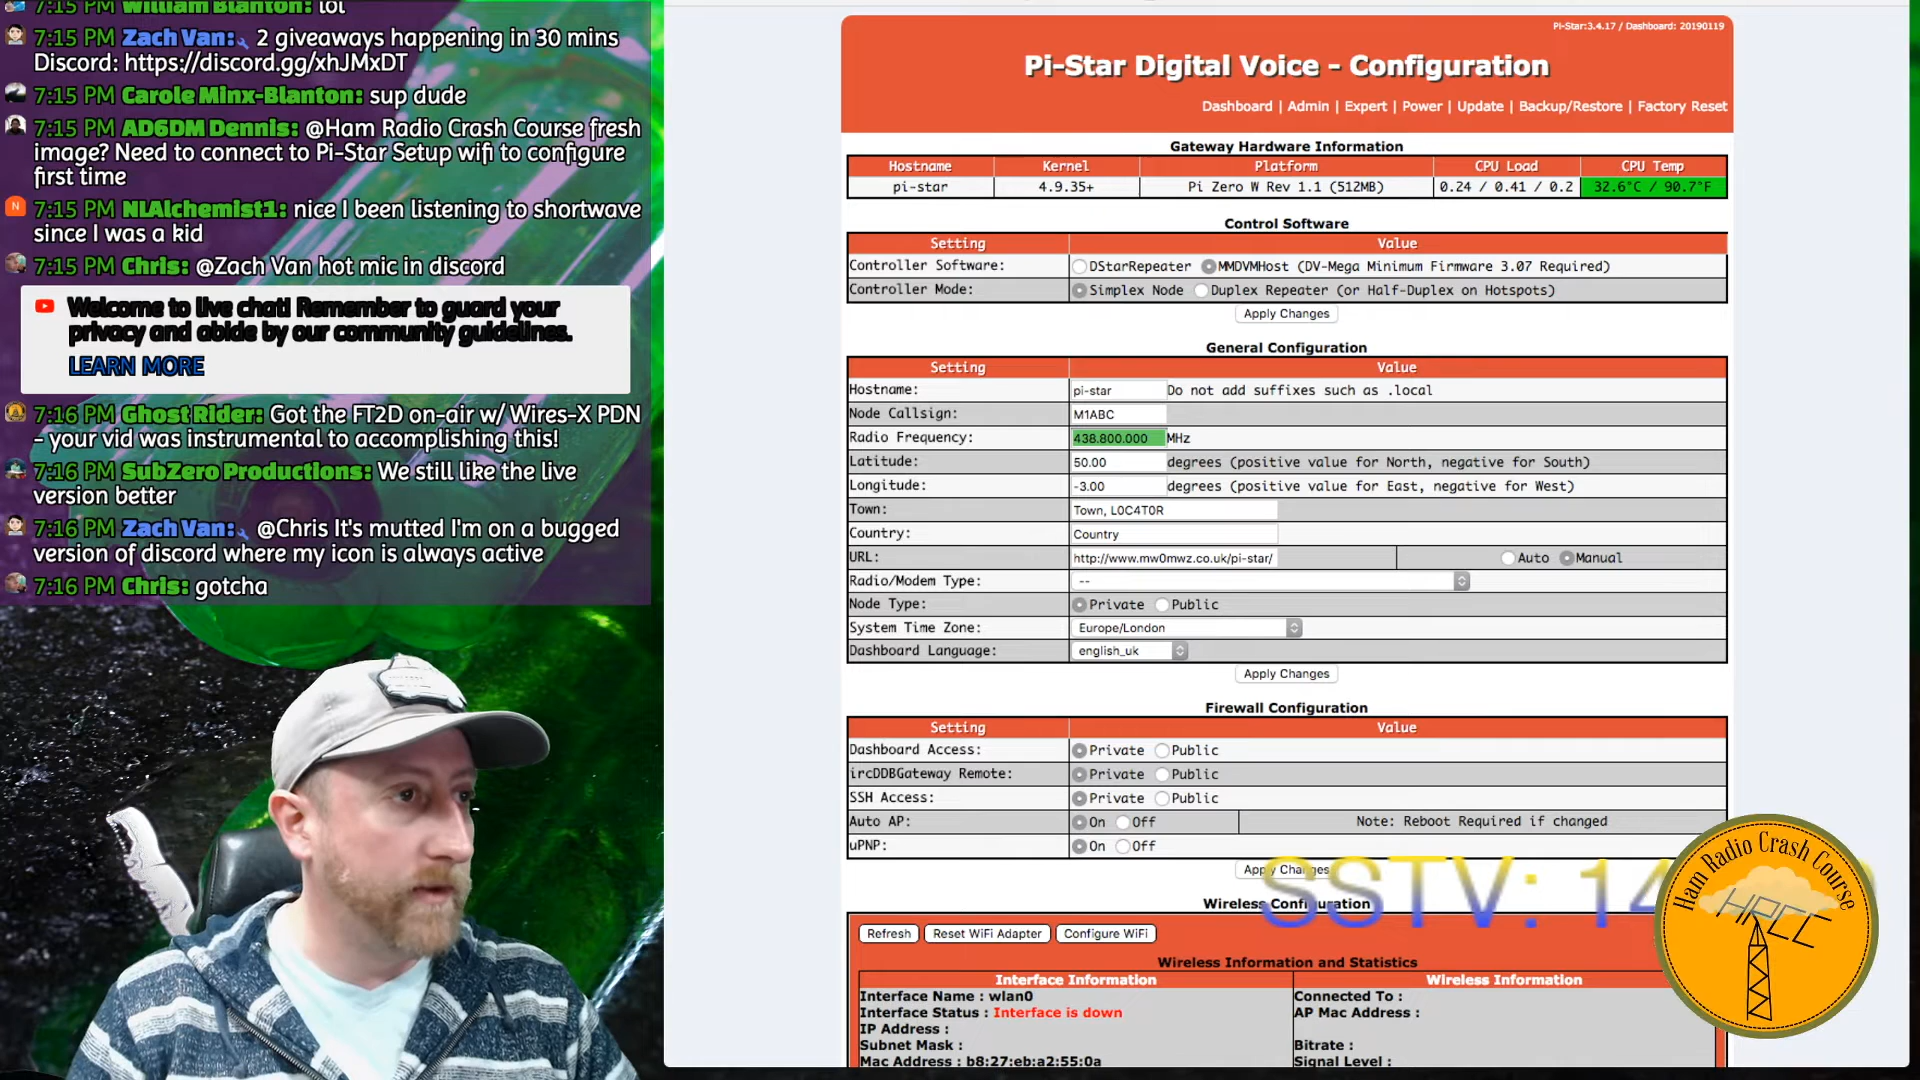 7:15 PM William Blanton: lol
7:15 PM Zach Van: 2 giveaways happening in 30 mins
Discord: https://discord.gg/xhJMxDT
7:15 PM Carole Minx-Blanton: sup dude
7:15 PM AD6DM Dennis: @Ham Radio Crash Course fresh
image? Need to connect to Pi-Star Setup wifi to configure
first time
N 7:15 PM NLAlchemist1: nice I been listening to shortwave
since I was a kid
7:15 PM Chris: @Zach Van hot mic in discord
Welcome to live chat! Remember to guard your
privacy and abide by our community guidelines.
LEARN MORE
7:16 PM Ghost Rider: Got the FT2D on-air w/ Wires-X PDN
- your vid was instrumental to accomplishing this!
7:16 PM SubZero Productions: We still like the live
version better
7:16 PM Zach Van: @Chris It's mutted I'm on a bugged
version of discord where my icon is always active
7:16 PM Chris: gotcha
Pi-Star:3.4.17 / Dashboard: 20190119
Pi-Star Digital Voice - Configuration
Dashboard | Admin | Expert | Power | Update | Backup/Restore | Factory Reset
Gateway Hardware Information
Hostname Kernel Platform CPU Load CPU Temp
pi-star 4.9.35+ Pi Zero W Rev 1.1 (512MB) 0.24 / 0.41 / 0.2 32.6°C / 90.7°F
Control Software
Setting Value
Controller Software: DStarRepeater MMDVMHost (DV-Mega Minimum Firmware 3.07 Required)
Controller Mode: Simplex Node Duplex Repeater (or Half-Duplex on Hotspots)
Apply Changes
General Configuration
Setting Value
Hostname: pi-star Do not add suffixes such as .local
Node Callsign: M1ABC
Radio Frequency: 438.800.000 MHz
Latitude: 50.00 degrees (positive value for North, negative for South)
Longitude: -3.00 degrees (positive value for East, negative for West)
Town: Town, L0C4T0R
Country: Country
URL: http://www.mw0mwz.co.uk/pi-star/ Auto Manual
Radio/Modem Type: --
Node Type: Private Public
System Time Zone: Europe/London
Dashboard Language: english_uk
Apply Changes
Firewall Configuration
Setting Value
Dashboard Access: Private Public
ircDDBGateway Remote: Private Public
SSH Access: Private Public
Auto AP: On Off Note: Reboot Required if changed
uPNP: On Off
Apply Changes
SSTV: 14
Wireless Configuration
Refresh Reset WiFi Adapter Configure WiFi
Wireless Information and Statistics
Interface Information Wireless Information
Interface Name : wlan0 Connected To :
Interface Status : Interface is down AP Mac Address :
IP Address :
Subnet Mask : Bitrate :
Mac Address : b8:27:eb:a2:55:0a Signal Level :
Ham Radio Crash Course
HRCC